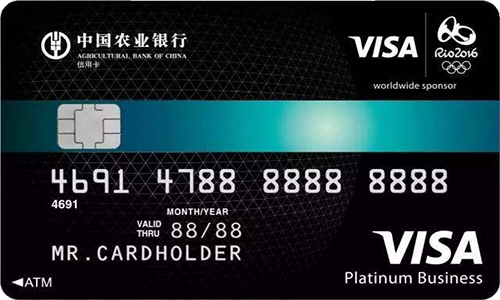 中国农业银行
AGRICULTURAL BANK OF CHINA
信用卡
VISA
Rio2016
worldwide sponsor
4691 4788 8888 8888
4691
MONTH/YEAR
VALID THRU 88/88
MR.CARDHOLDER
VISA
Platinum Business
ATM